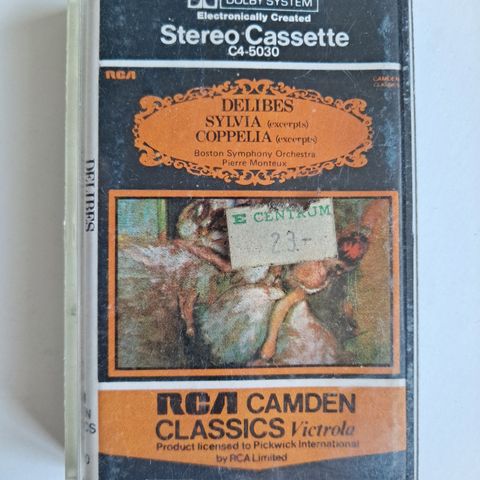 DOLBY SYSTEM
Electronically Created
Stereo Cassette
C4-5030
RCA
CAMDEN
CLASSICS
DELIBES
SYLVIA (excerpts)
COPPELIA (excerpts)
Boston Symphony Orchestra
Pierre Monteux
DELIBES
E CENTRUM
23.-
RCA CAMDEN
CLASSICS Victrola
Product licensed to Pickwick International
by RCA Limited